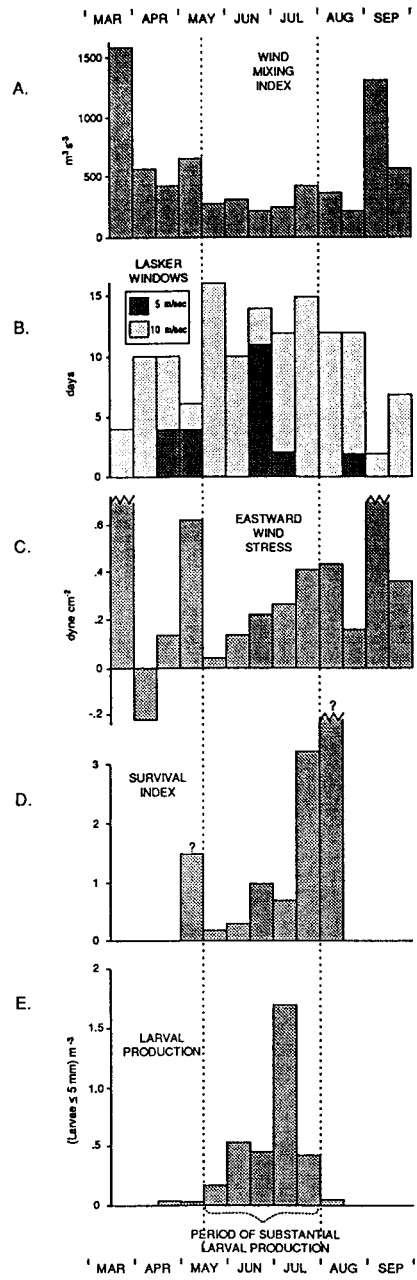 MAR APR MAY JUN JUL AUG SEP
A.
WIND
MIXING
INDEX
1500
1000
500
0
m³ s⁻³
B.
LASKER
WINDOWS
5 m/sec
10 m/sec
15
10
5
0
days
C.
EASTWARD
WIND
STRESS
.6
.4
.2
0
-.2
dyne cm⁻²
D.
SURVIVAL
INDEX
?
?
3
2
1
0
E.
LARVAL
PRODUCTION
2
1.5
1.0
.5
0
(Larvae ≤ 5 mm) m⁻³
PERIOD OF SUBSTANTIAL
LARVAL PRODUCTION
MAR APR MAY JUN JUL AUG SEP